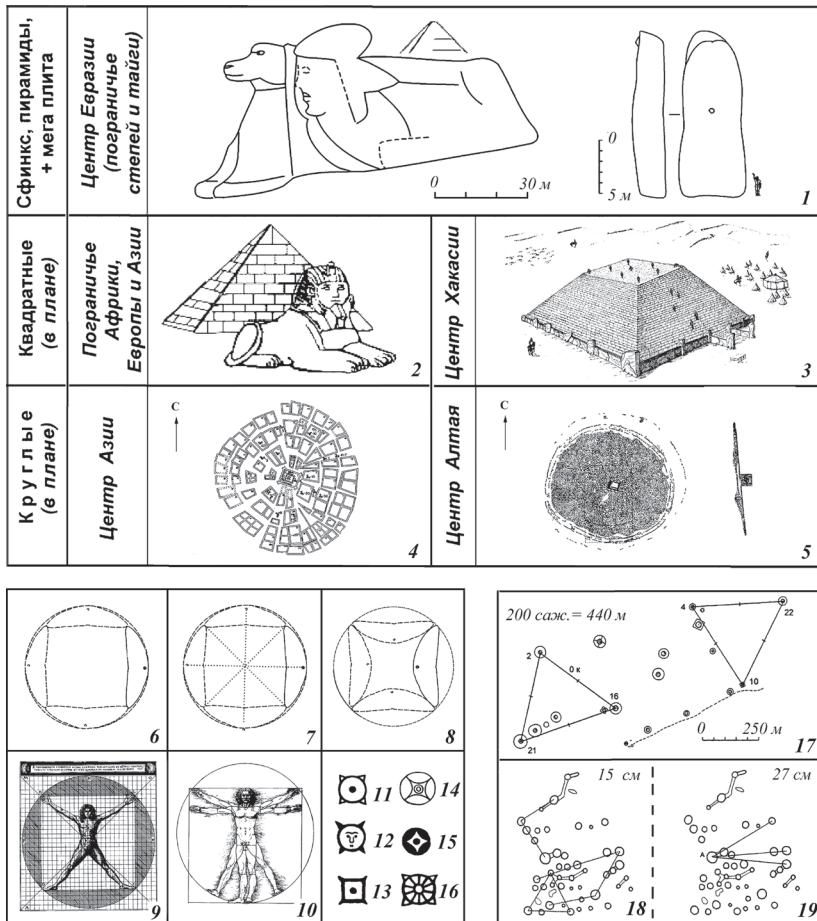 Сфинкс, пирамиды,
+ мега плита
Центр Евразии
(пограничье
степей и тайги)
0 30 м
0
5 м
1
Квадратные
(в плане)
Пограничье
Африки,
Европы и Азии
2
Центр Хакасии
3
Круглые
(в плане)
Центр Азии
С
4
Центр Алтая
С
5
6
7
8
9
10
11
14
12
15
13
16
200 саж.= 440 м
4
22
2
0 к
16
10
21
0 250 м
17
15 см
18
27 см
А
19